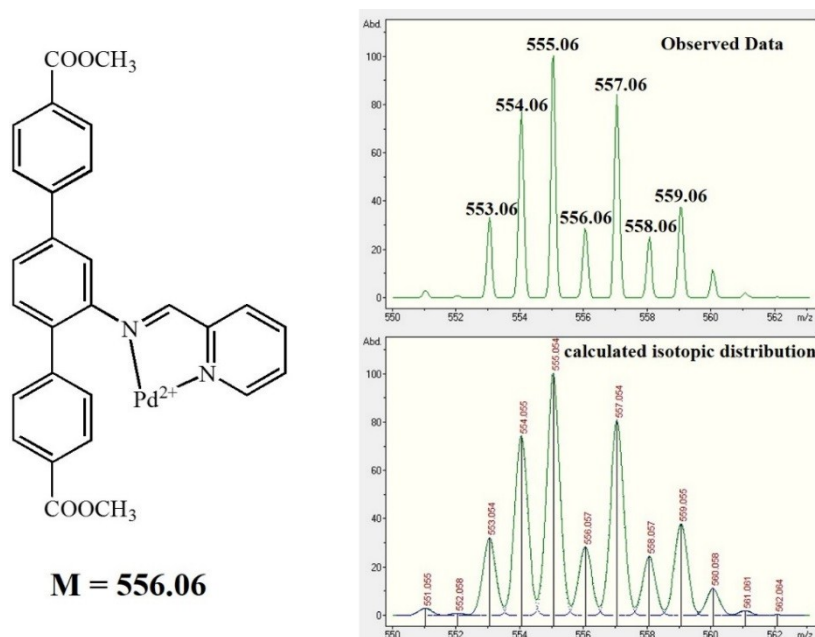 COOCH3
N
N
Pd2+
COOCH3
M = 556.06
Abd.
Observed Data
100
80
60
40
20
0
553.06
554.06
555.06
556.06
557.06
558.06
559.06
550 552 554 556 558 560 562 m/z
Abd.
calculated isotopic distribution
100
80
60
40
20
0
551.055
552.058
553.054
554.055
555.054
556.057
557.054
558.057
559.055
560.058
561.061
562.064
550 552 554 556 558 560 562 m/z